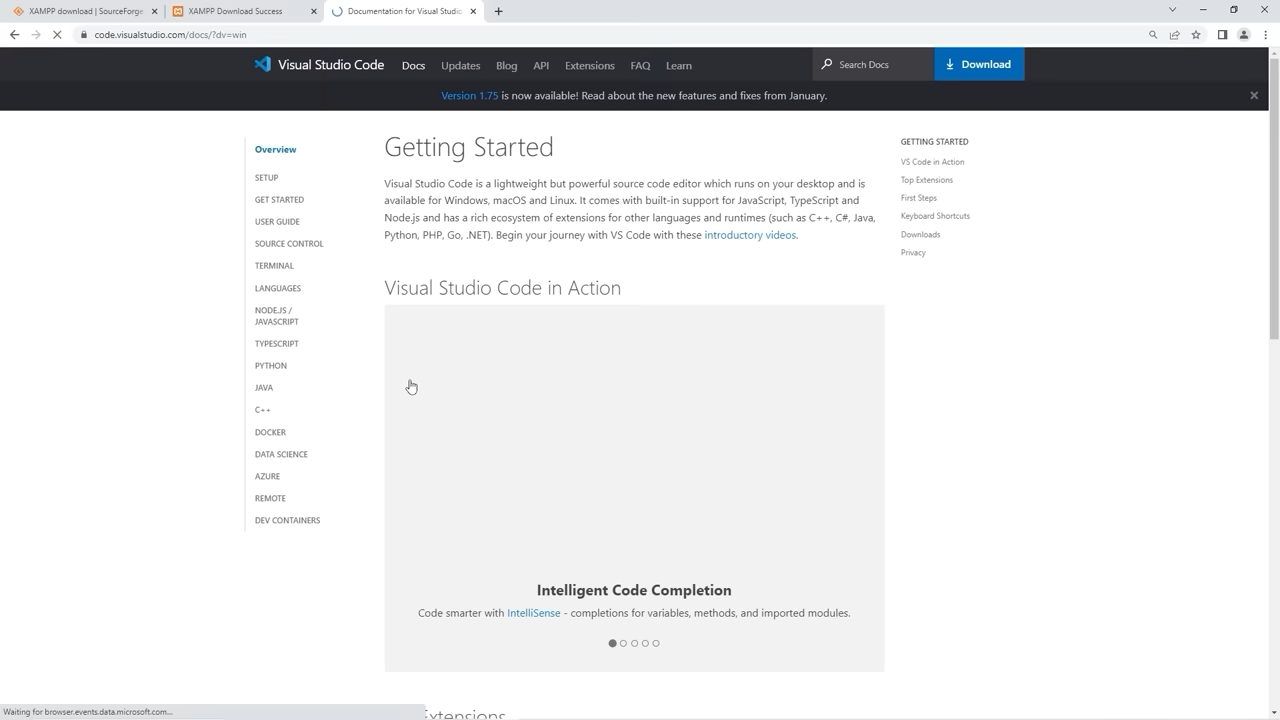 XAMPP download | SourceForge
XAMPP Download Success
Documentation for Visual Studio
code.visualstudio.com/docs/?dv=win
Visual Studio Code
Docs
Updates
Blog
API
Extensions
FAQ
Learn
Search Docs
Download
Version 1.75 is now available! Read about the new features and fixes from January.
Overview
SETUP
GET STARTED
USER GUIDE
SOURCE CONTROL
TERMINAL
LANGUAGES
NODE.JS /
JAVASCRIPT
TYPESCRIPT
PYTHON
JAVA
C++
DOCKER
DATA SCIENCE
AZURE
REMOTE
DEV CONTAINERS
Getting Started
Visual Studio Code is a lightweight but powerful source code editor which runs on your desktop and is
available for Windows, macOS and Linux. It comes with built-in support for JavaScript, TypeScript and
Node.js and has a rich ecosystem of extensions for other languages and runtimes (such as C++, C#, Java,
Python, PHP, Go, .NET). Begin your journey with VS Code with these introductory videos.
Visual Studio Code in Action
Intelligent Code Completion
Code smarter with IntelliSense - completions for variables, methods, and imported modules.
Extensions
GETTING STARTED
VS Code in Action
Top Extensions
First Steps
Keyboard Shortcuts
Downloads
Privacy
Waiting for browser.events.data.microsoft.com...